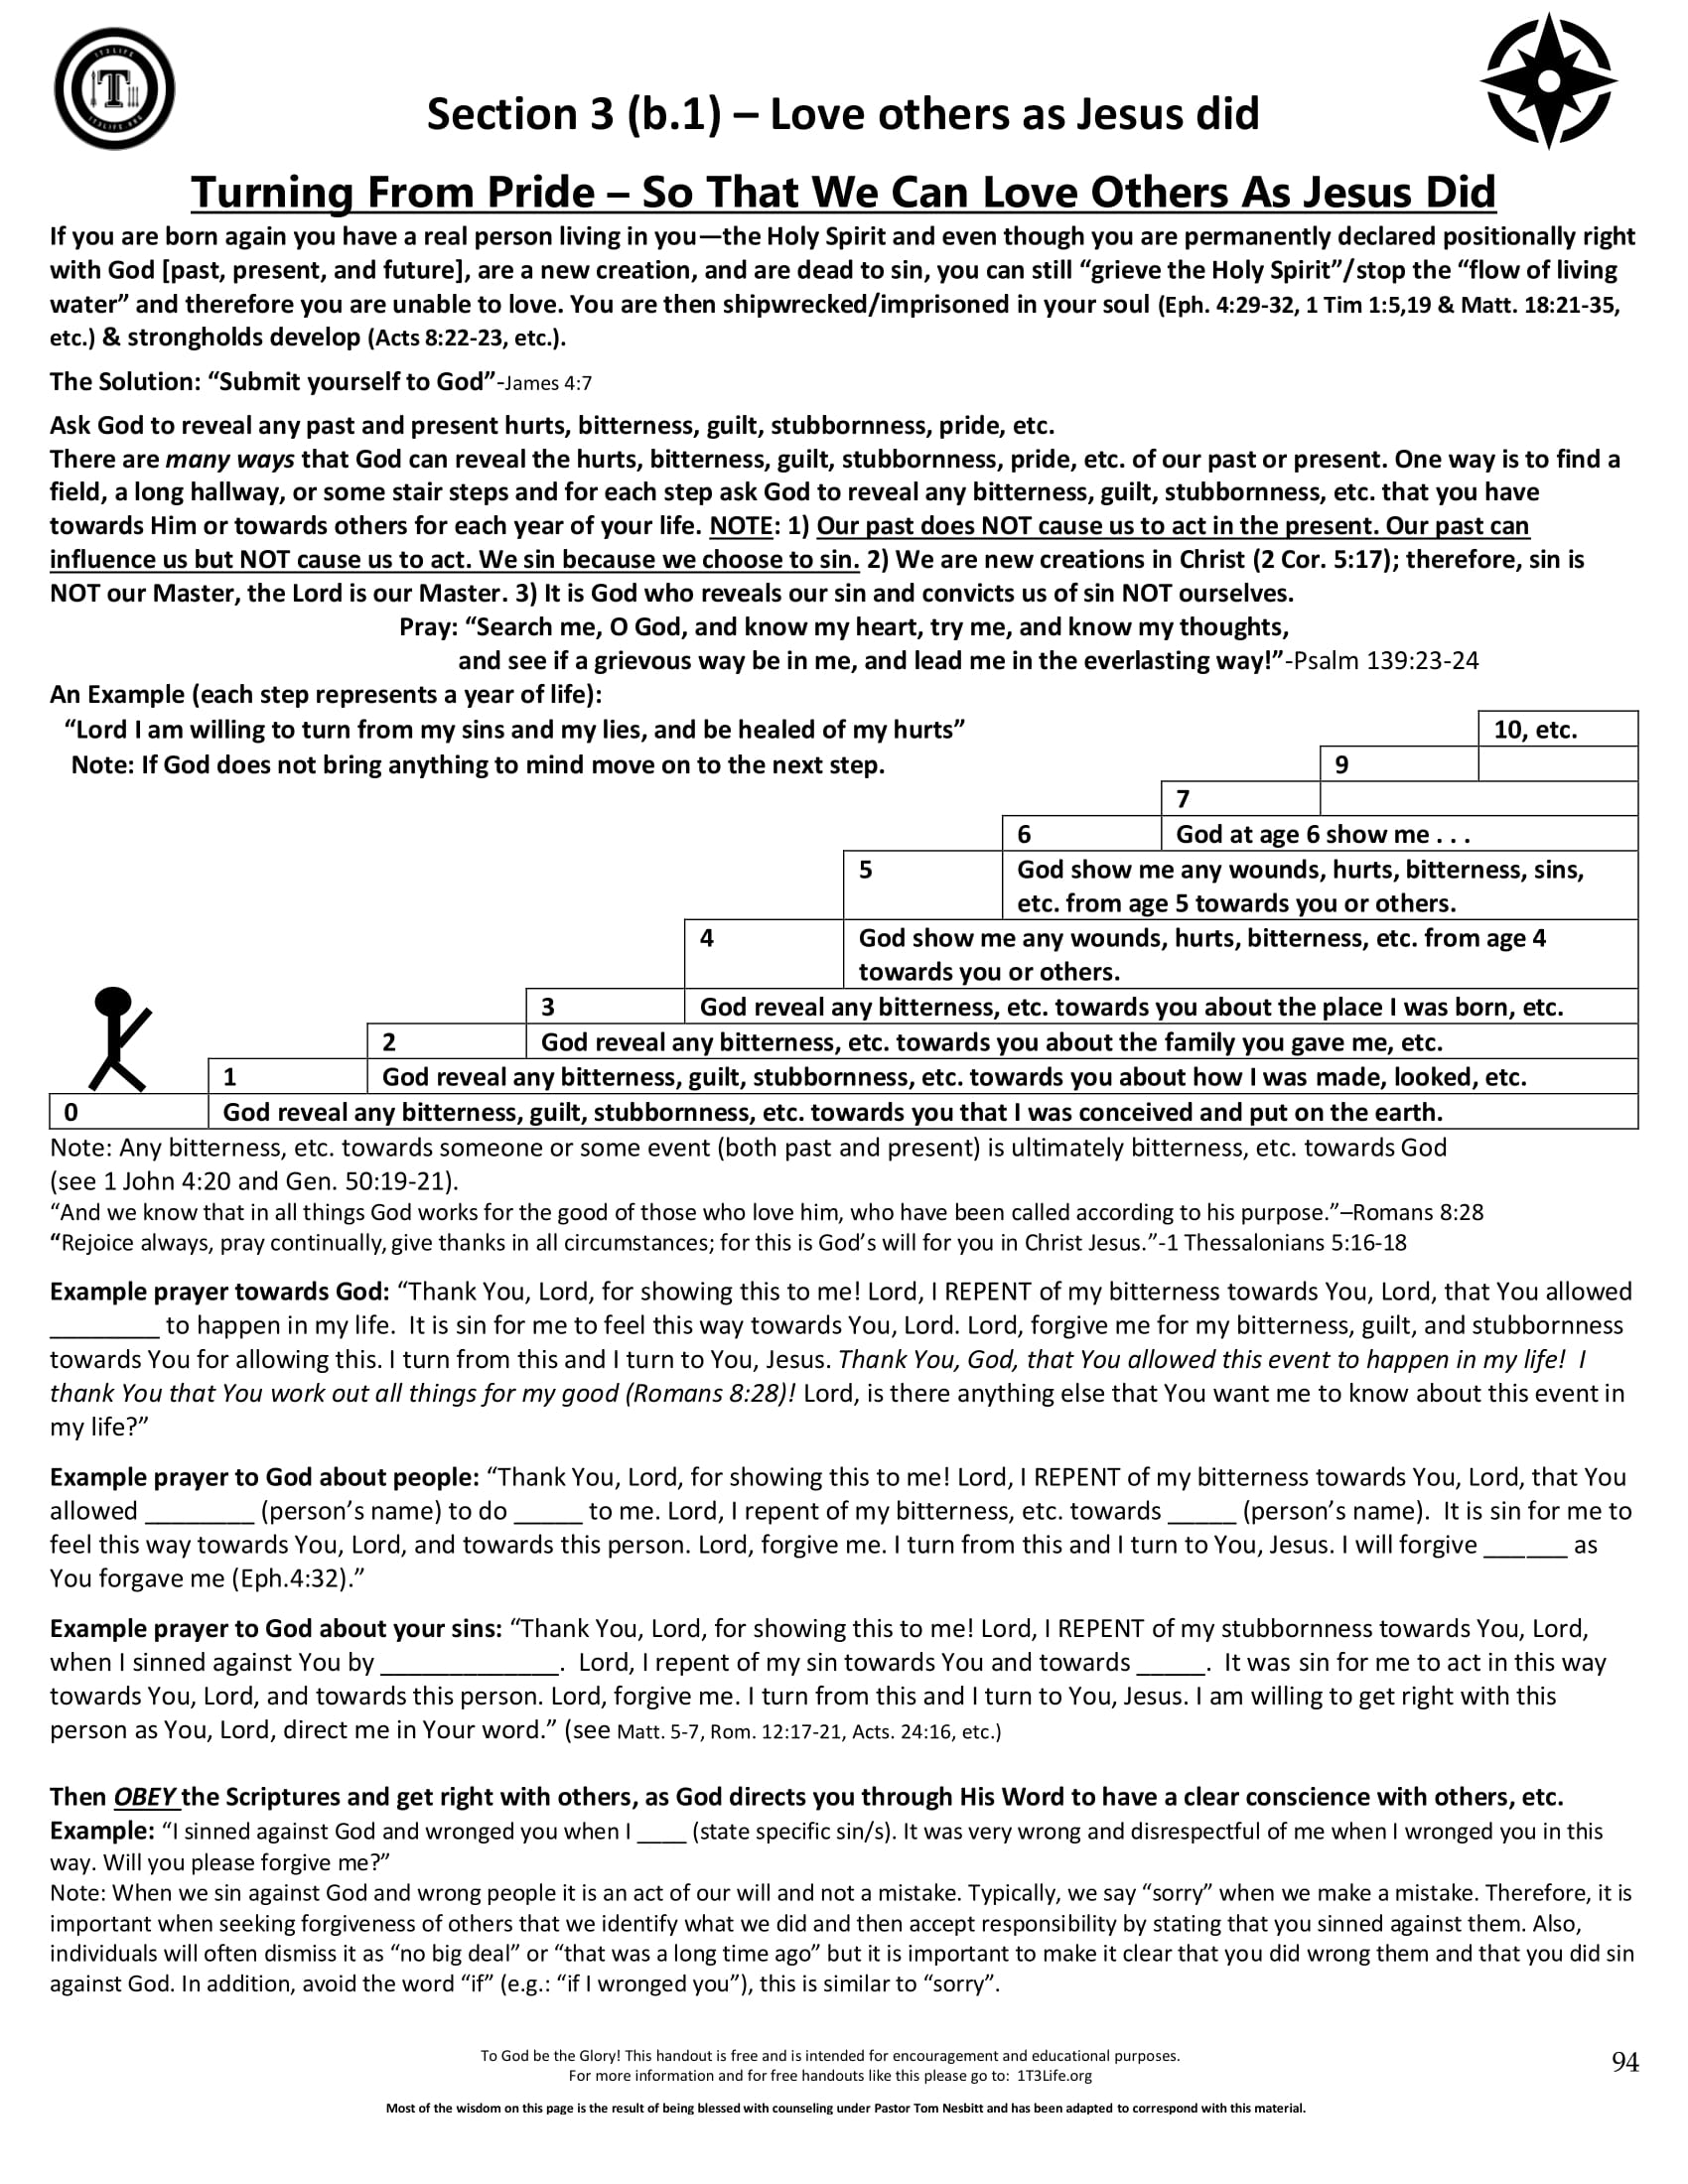 1T3LIFE
T
1T3LIFE.ORG
Section 3 (b.1) – Love others as Jesus did
Turning From Pride – So That We Can Love Others As Jesus Did
If you are born again you have a real person living in you—the Holy Spirit and even though you are permanently declared positionally right
with God [past, present, and future], are a new creation, and are dead to sin, you can still “grieve the Holy Spirit”/stop the “flow of living
water” and therefore you are unable to love. You are then shipwrecked/imprisoned in your soul (Eph. 4:29-32, 1 Tim 1:5,19 & Matt. 18:21-35,
etc.) & strongholds develop (Acts 8:22-23, etc.).
The Solution: “Submit yourself to God”-James 4:7
Ask God to reveal any past and present hurts, bitterness, guilt, stubbornness, pride, etc.
There are many ways that God can reveal the hurts, bitterness, guilt, stubbornness, pride, etc. of our past or present. One way is to find a
field, a long hallway, or some stair steps and for each step ask God to reveal any bitterness, guilt, stubbornness, etc. that you have
towards Him or towards others for each year of your life. NOTE: 1) Our past does NOT cause us to act in the present. Our past can
influence us but NOT cause us to act. We sin because we choose to sin. 2) We are new creations in Christ (2 Cor. 5:17); therefore, sin is
NOT our Master, the Lord is our Master. 3) It is God who reveals our sin and convicts us of sin NOT ourselves.
Pray: “Search me, O God, and know my heart, try me, and know my thoughts,
and see if a grievous way be in me, and lead me in the everlasting way!”-Psalm 139:23-24
An Example (each step represents a year of life):
“Lord I am willing to turn from my sins and my lies, and be healed of my hurts” 10, etc.
Note: If God does not bring anything to mind move on to the next step. 9
7
6 God at age 6 show me . . .
5 God show me any wounds, hurts, bitterness, sins,
etc. from age 5 towards you or others.
4 God show me any wounds, hurts, bitterness, etc. from age 4
towards you or others.
3 God reveal any bitterness, etc. towards you about the place I was born, etc.
2 God reveal any bitterness, etc. towards you about the family you gave me, etc.
1 God reveal any bitterness, guilt, stubbornness, etc. towards you about how I was made, looked, etc.
0 God reveal any bitterness, guilt, stubbornness, etc. towards you that I was conceived and put on the earth.
Note: Any bitterness, etc. towards someone or some event (both past and present) is ultimately bitterness, etc. towards God
(see 1 John 4:20 and Gen. 50:19-21).
“And we know that in all things God works for the good of those who love him, who have been called according to his purpose.”–Romans 8:28
“Rejoice always, pray continually, give thanks in all circumstances; for this is God’s will for you in Christ Jesus.”-1 Thessalonians 5:16-18
Example prayer towards God: “Thank You, Lord, for showing this to me! Lord, I REPENT of my bitterness towards You, Lord, that You allowed
________ to happen in my life. It is sin for me to feel this way towards You, Lord. Lord, forgive me for my bitterness, guilt, and stubbornness
towards You for allowing this. I turn from this and I turn to You, Jesus. Thank You, God, that You allowed this event to happen in my life! I
thank You that You work out all things for my good (Romans 8:28)! Lord, is there anything else that You want me to know about this event in
my life?”
Example prayer to God about people: “Thank You, Lord, for showing this to me! Lord, I REPENT of my bitterness towards You, Lord, that You
allowed ________ (person’s name) to do _____ to me. Lord, I repent of my bitterness, etc. towards _____ (person’s name). It is sin for me to
feel this way towards You, Lord, and towards this person. Lord, forgive me. I turn from this and I turn to You, Jesus. I will forgive ______ as
You forgave me (Eph.4:32).”
Example prayer to God about your sins: “Thank You, Lord, for showing this to me! Lord, I REPENT of my stubbornness towards You, Lord,
when I sinned against You by _____________. Lord, I repent of my sin towards You and towards _____. It was sin for me to act in this way
towards You, Lord, and towards this person. Lord, forgive me. I turn from this and I turn to You, Jesus. I am willing to get right with this
person as You, Lord, direct me in Your word.” (see Matt. 5-7, Rom. 12:17-21, Acts. 24:16, etc.)
Then OBEY the Scriptures and get right with others, as God directs you through His Word to have a clear conscience with others, etc.
Example: “I sinned against God and wronged you when I ____ (state specific sin/s). It was very wrong and disrespectful of me when I wronged you in this
way. Will you please forgive me?”
Note: When we sin against God and wrong people it is an act of our will and not a mistake. Typically, we say “sorry” when we make a mistake. Therefore, it is
important when seeking forgiveness of others that we identify what we did and then accept responsibility by stating that you sinned against them. Also,
individuals will often dismiss it as “no big deal” or “that was a long time ago” but it is important to make it clear that you did wrong them and that you did sin
against God. In addition, avoid the word “if” (e.g.: “if I wronged you”), this is similar to “sorry”.
To God be the Glory! This handout is free and is intended for encouragement and educational purposes.
For more information and for free handouts like this please go to: 1T3Life.org
94
Most of the wisdom on this page is the result of being blessed with counseling under Pastor Tom Nesbitt and has been adapted to correspond with this material.